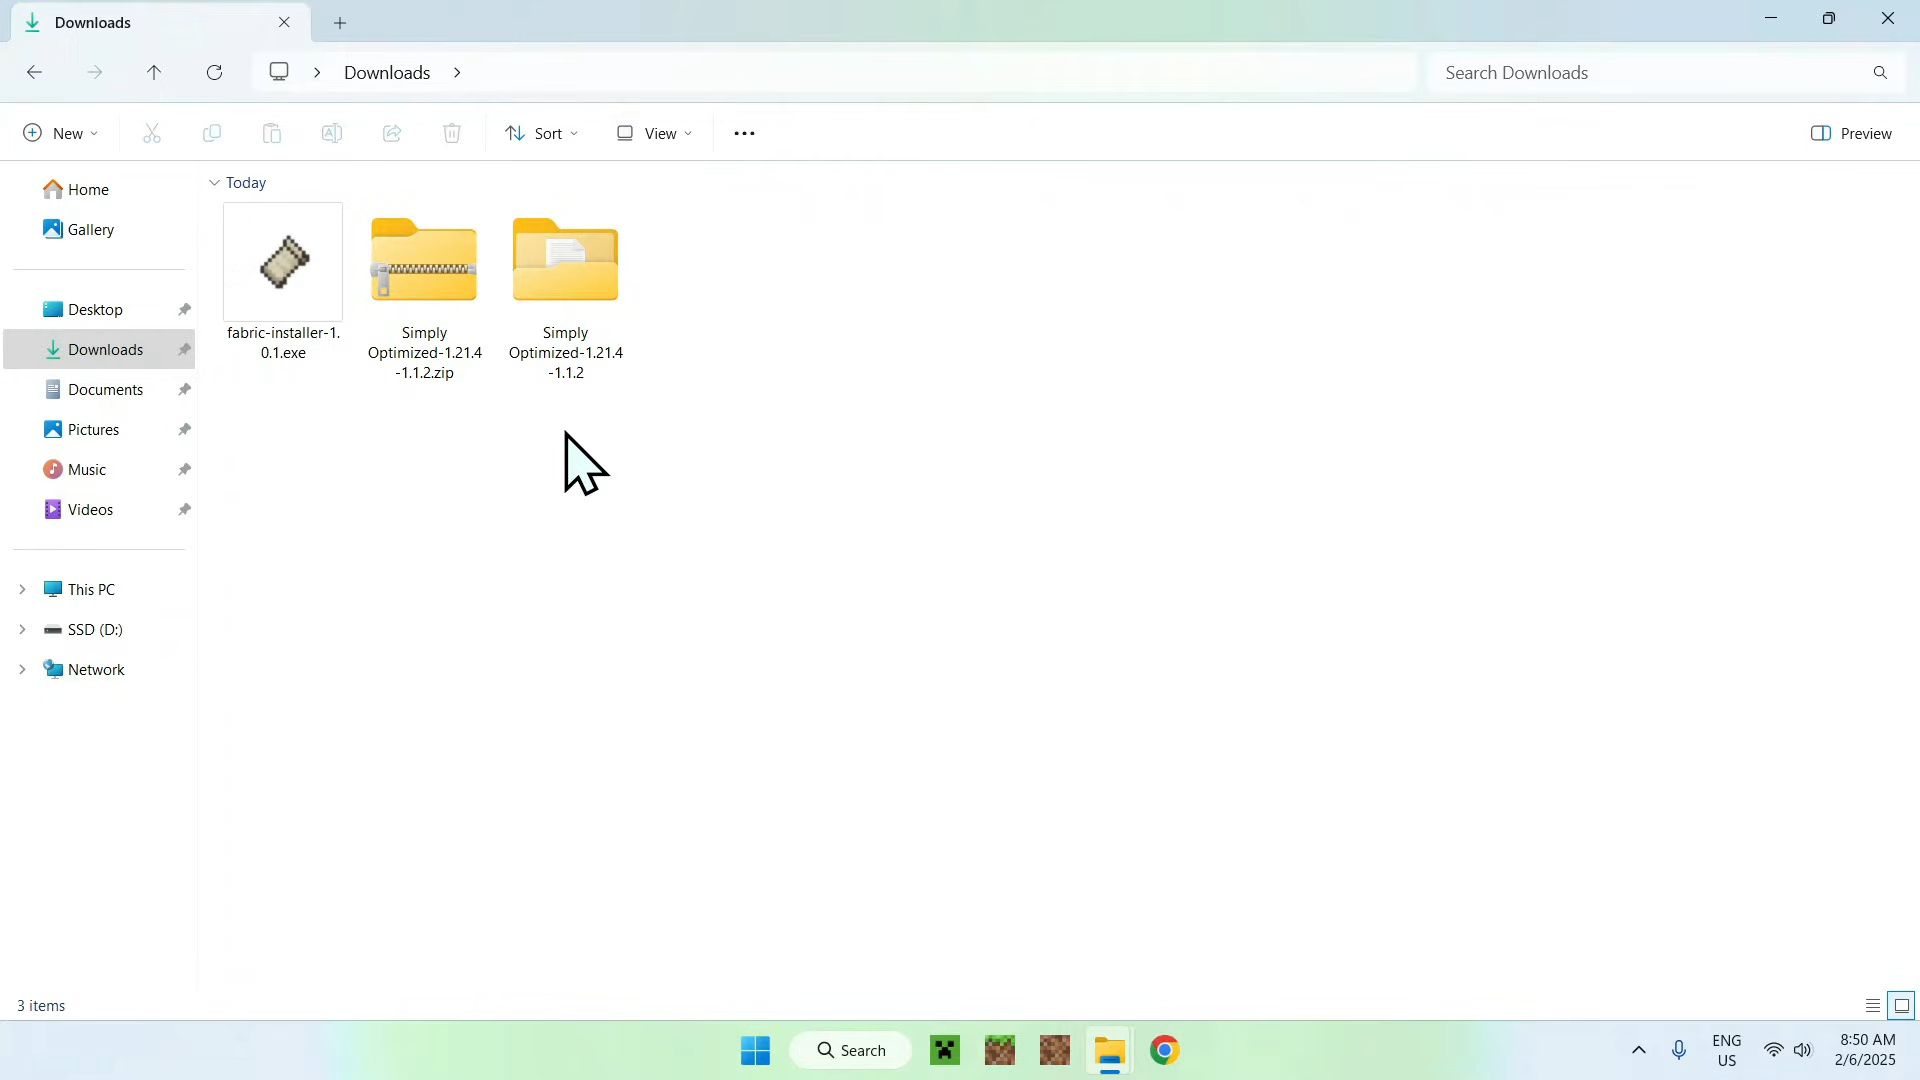 Downloads
Downloads
Search Downloads
New
Sort
View
Preview
Home
Gallery
Desktop
Downloads
Documents
Pictures
Music
Videos
This PC
SSD (D:)
Network
Today
fabric-installer-1.
0.1.exe
Simply
Optimized-1.21.4
-1.1.2.zip
Simply
Optimized-1.21.4
-1.1.2
3 items
Search
ENG
US
8:50 AM
2/6/2025